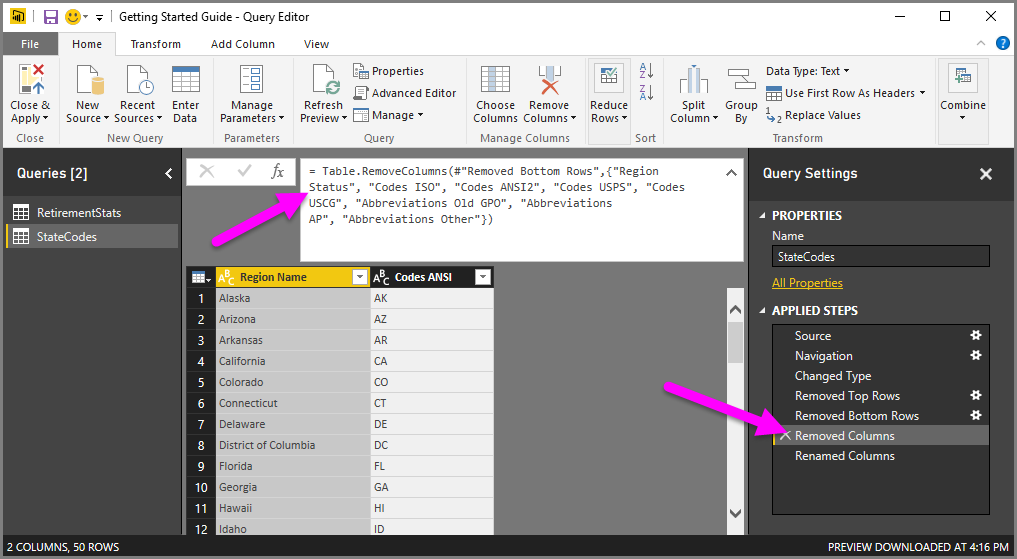 Getting Started Guide - Query Editor
File Home Transform Add Column View
Close & Apply
New Source
Recent Sources
Enter Data
Manage Parameters
Refresh Preview
Properties
Advanced Editor
Manage
Choose Columns
Remove Columns
Reduce Rows
Split Column
Group By
Data Type: Text
Use First Row As Headers
Replace Values
Combine
Close New Query Parameters Query Manage Columns Sort Transform
Queries [2]
RetirementStats
StateCodes
fx
= Table.RemoveColumns(#"Removed Bottom Rows",{"Region
Status", "Codes ISO", "Codes ANSI2", "Codes USPS", "Codes
USCG", "Abbreviations Old GPO", "Abbreviations
AP", "Abbreviations Other"})
ABC Region Name ABC Codes ANSI
1 Alaska AK
2 Arizona AZ
3 Arkansas AR
4 California CA
5 Colorado CO
6 Connecticut CT
7 Delaware DE
8 District of Columbia DC
9 Florida FL
10 Georgia GA
11 Hawaii HI
12 Idaho ID
Query Settings
PROPERTIES
Name
StateCodes
All Properties
APPLIED STEPS
Source
Navigation
Changed Type
Removed Top Rows
Removed Bottom Rows
Removed Columns
Renamed Columns
2 COLUMNS, 50 ROWS PREVIEW DOWNLOADED AT 4:16 PM